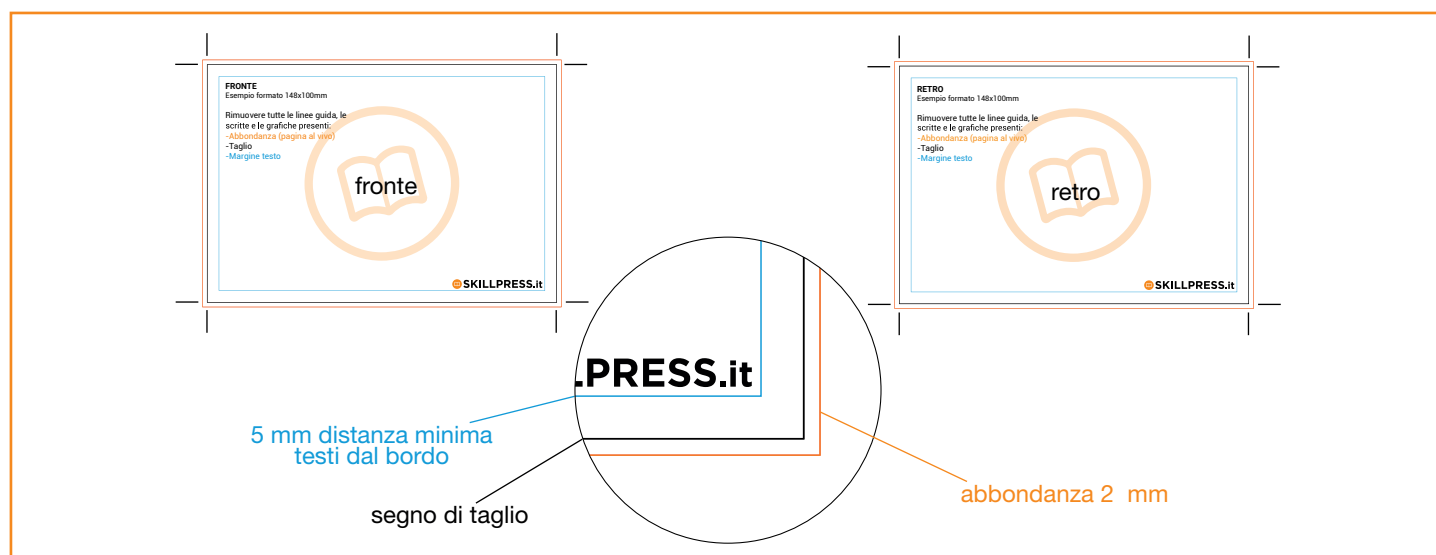 FRONTE
Esempio formato 148x100mm
Rimuovere tutte le linee guida, le
scritte e le grafiche presenti:
-Abbondanza (pagina al vivo)
-Taglio
-Margine testo
fronte
SKILLPRESS.it
RETRO
Esempio formato 148x100mm
Rimuovere tutte le linee guida, le
scritte e le grafiche presenti:
-Abbondanza (pagina al vivo)
-Taglio
-Margine testo
retro
SKILLPRESS.it
.PRESS.it
5 mm distanza minima
testi dal bordo
segno di taglio
abbondanza 2 mm